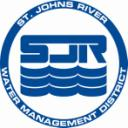 ST. JOHNS RIVER
SJR
WATER MANAGEMENT DISTRICT